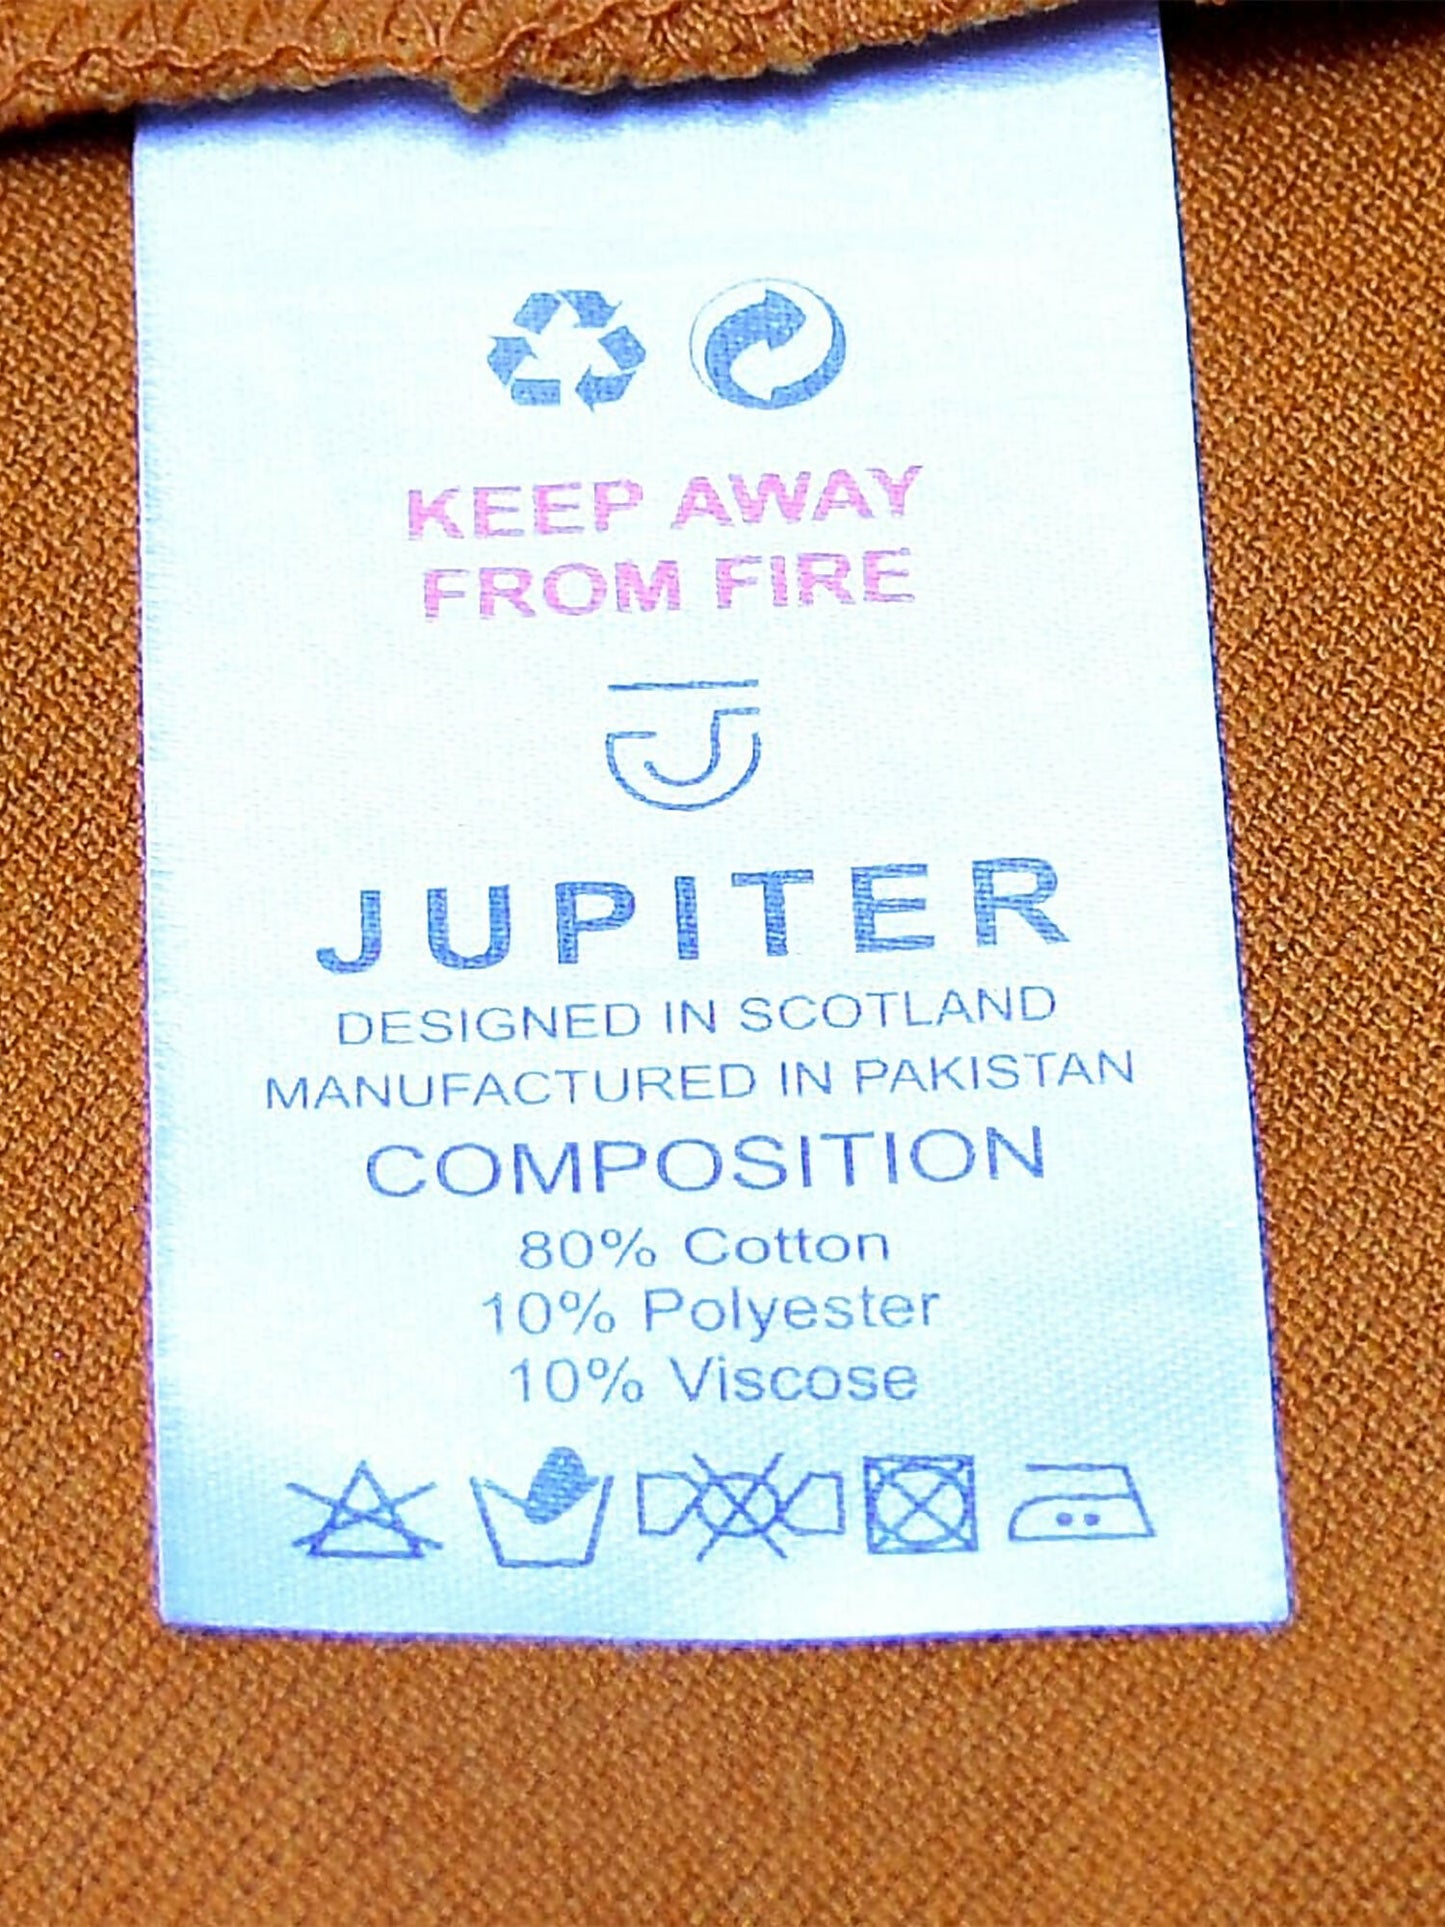 KEEP AWAY
FROM FIRE
JUPITER
DESIGNED IN SCOTLAND
MANUFACTURED IN PAKISTAN
COMPOSITION
80% Cotton
10% Polyester
10% Viscose